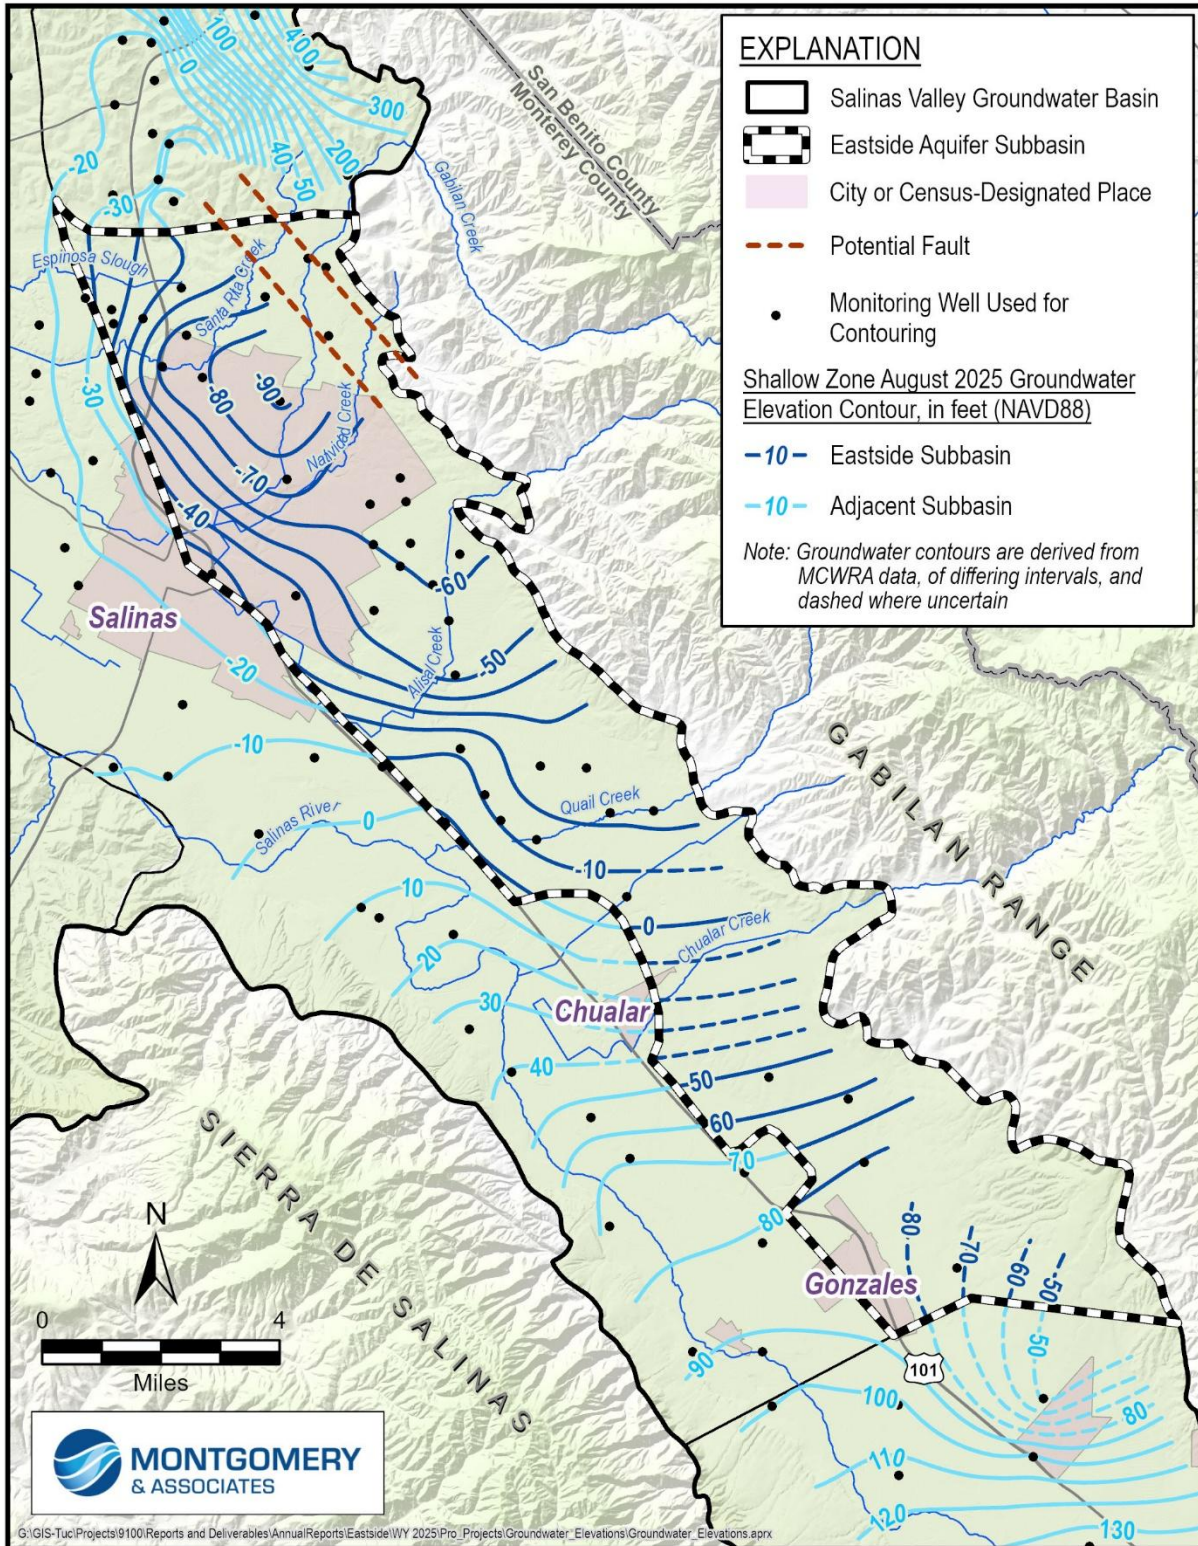 EXPLANATION
Salinas Valley Groundwater Basin
Eastside Aquifer Subbasin
City or Census-Designated Place
Potential Fault
Monitoring Well Used for
Contouring
Shallow Zone August 2025 Groundwater
Elevation Contour, in feet (NAVD88)
10 Eastside Subbasin
10 Adjacent Subbasin
Note: Groundwater contours are derived from
MCWRA data, of differing intervals, and
dashed where uncertain
San Benito County
Monterey County
100
0
400
300
200
40
50
-20
-30
Gabilan Creek
Espinosa Slough
Santa Rita Creek
-30
-90
-80
Natividad Creek
-70
-40
-60
Salinas
-20
Alisal Creek
-50
-10
GABILAN RANGE
Quail Creek
Salinas River
0
-10
10
0
Chualar Creek
20
30
Chualar
40
50
60
70
80
80
70
60
50
Gonzales
SIERRA DE SALINAS
N
0
4
Miles
50
90
101
100
80
110
120
130
MONTGOMERY
& ASSOCIATES
G:\GIS-Tuc\Projects\9100\Reports and Deliverables\AnnualReports\Eastside\WY 2025\Pro_Projects\Groundwater_Elevations\Groundwater_Elevations.aprx